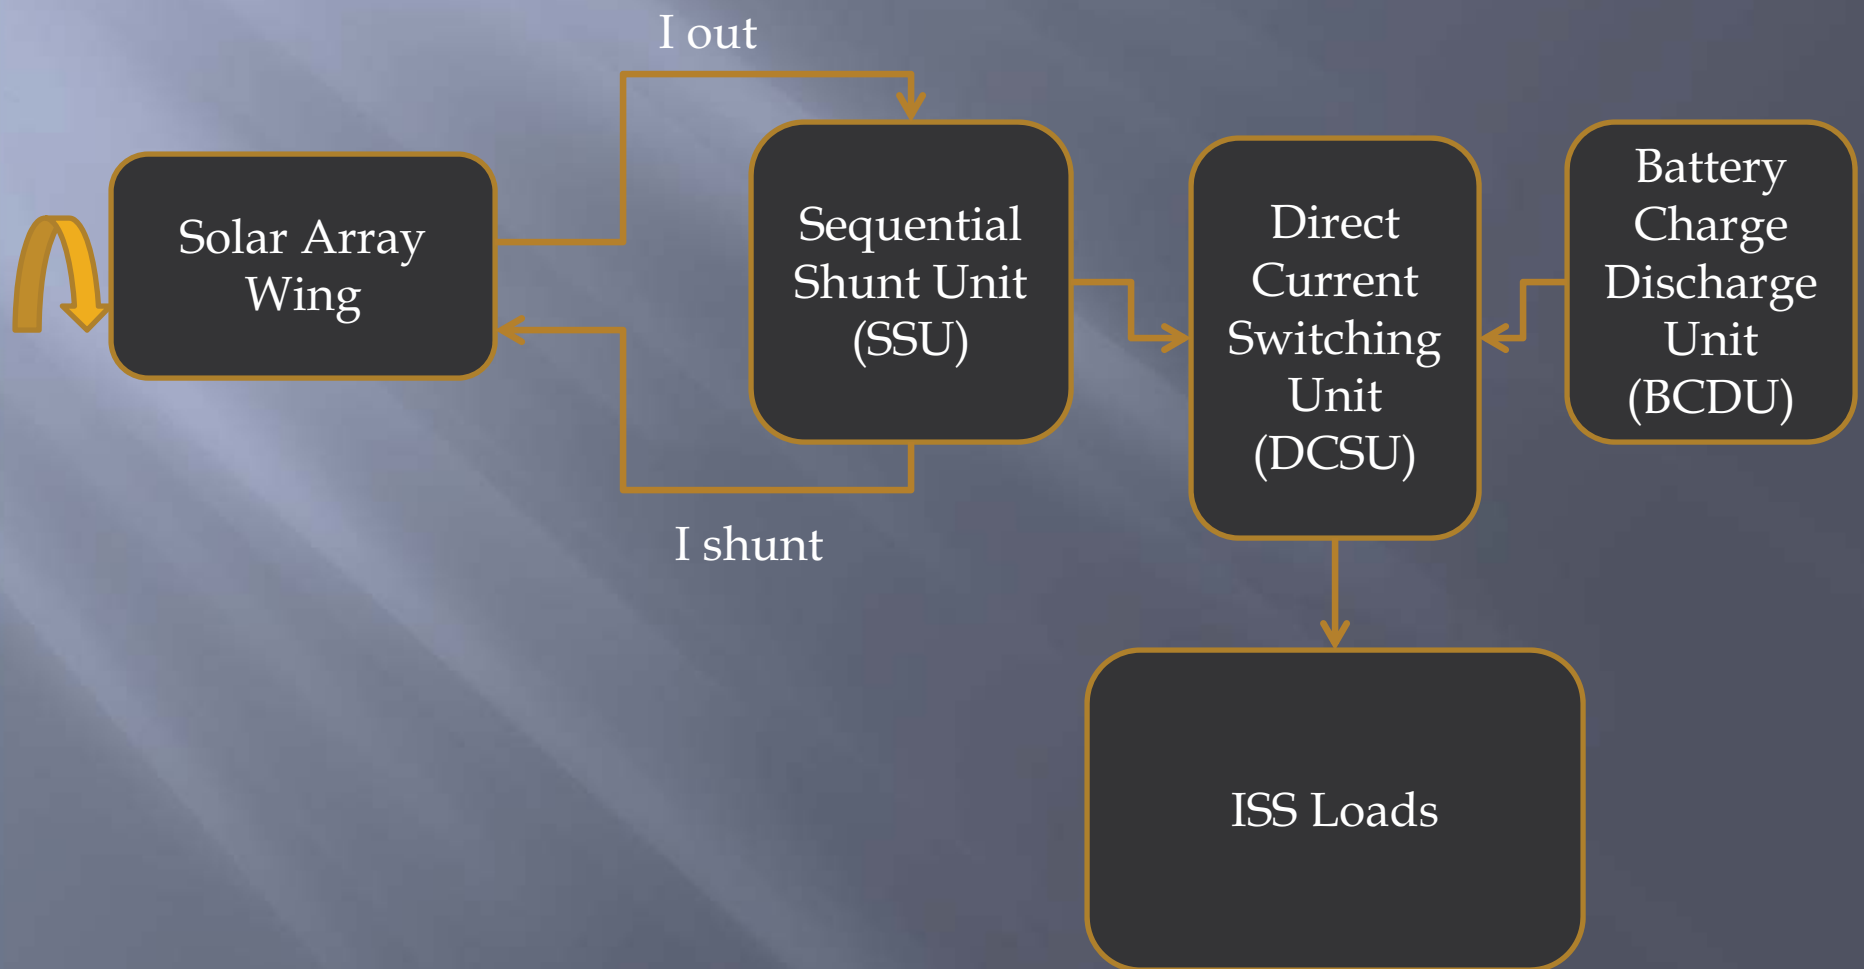 I out
Solar Array
Wing
Sequential
Shunt Unit
(SSU)
Direct
Current
Switching
Unit
(DCSU)
Battery
Charge
Discharge
Unit
(BCDU)
I shunt
ISS Loads